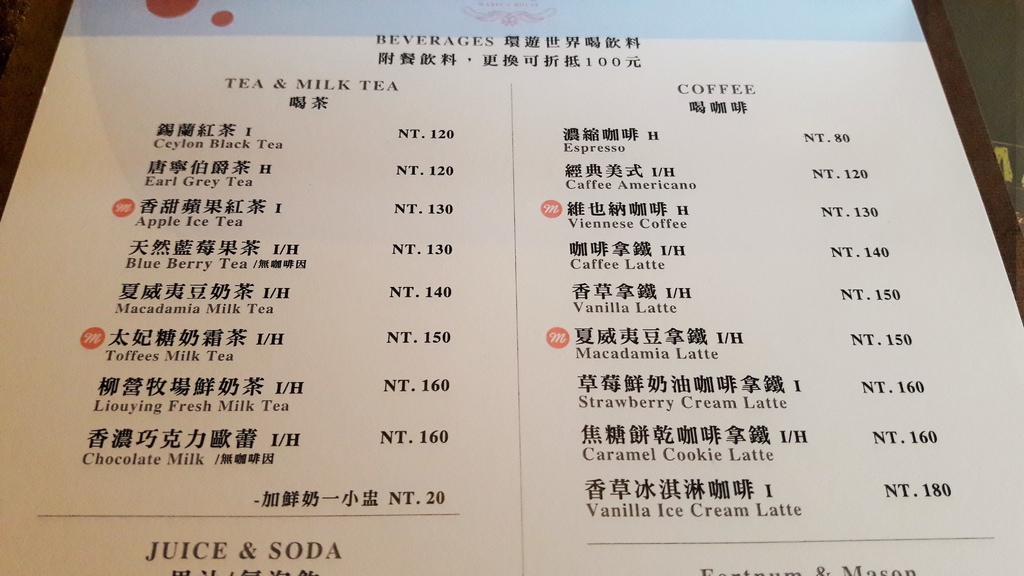 BEVERAGES 環遊世界喝飲料
附餐飲料，更換可折抵100元
TEA & MILK TEA
喝茶
錫蘭紅茶 I NT. 120
Ceylon Black Tea
唐寧伯爵茶 H NT. 120
Earl Grey Tea
香甜蘋果紅茶 I NT. 130
Apple Ice Tea
天然藍莓果茶 I/H NT. 130
Blue Berry Tea /無咖啡因
夏威夷豆奶茶 I/H NT. 140
Macadamia Milk Tea
太妃糖奶霜茶 I/H NT. 150
Toffees Milk Tea
柳營牧場鮮奶茶 I/H NT. 160
Liouying Fresh Milk Tea
香濃巧克力歐蕾 I/H NT. 160
Chocolate Milk /無咖啡因
-加鮮奶一小盅 NT. 20
JUICE & SODA
COFFEE
喝咖啡
濃縮咖啡 H NT. 80
Espresso
經典美式 I/H NT. 120
Caffee Americano
維也納咖啡 H NT. 130
Viennese Coffee
咖啡拿鐵 I/H NT. 140
Caffee Latte
香草拿鐵 I/H NT. 150
Vanilla Latte
夏威夷豆拿鐵 I/H NT. 150
Macadamia Latte
草莓鮮奶油咖啡拿鐵 I NT. 160
Strawberry Cream Latte
焦糖餅乾咖啡拿鐵 I/H NT. 160
Caramel Cookie Latte
香草冰淇淋咖啡 I NT. 180
Vanilla Ice Cream Latte
Fortnum & Mason